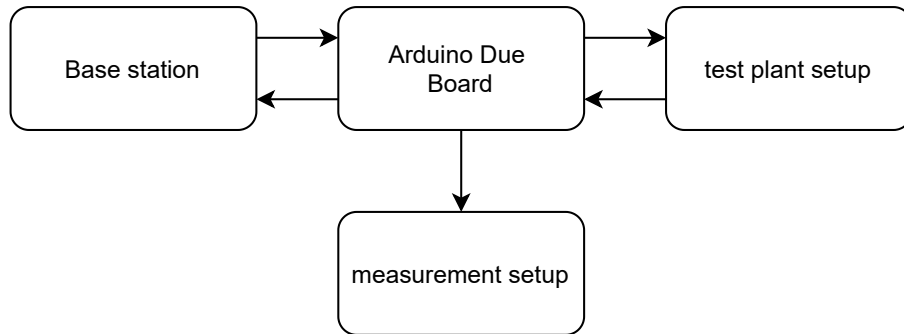 Base station
Arduino Due
Board
test plant setup
measurement setup